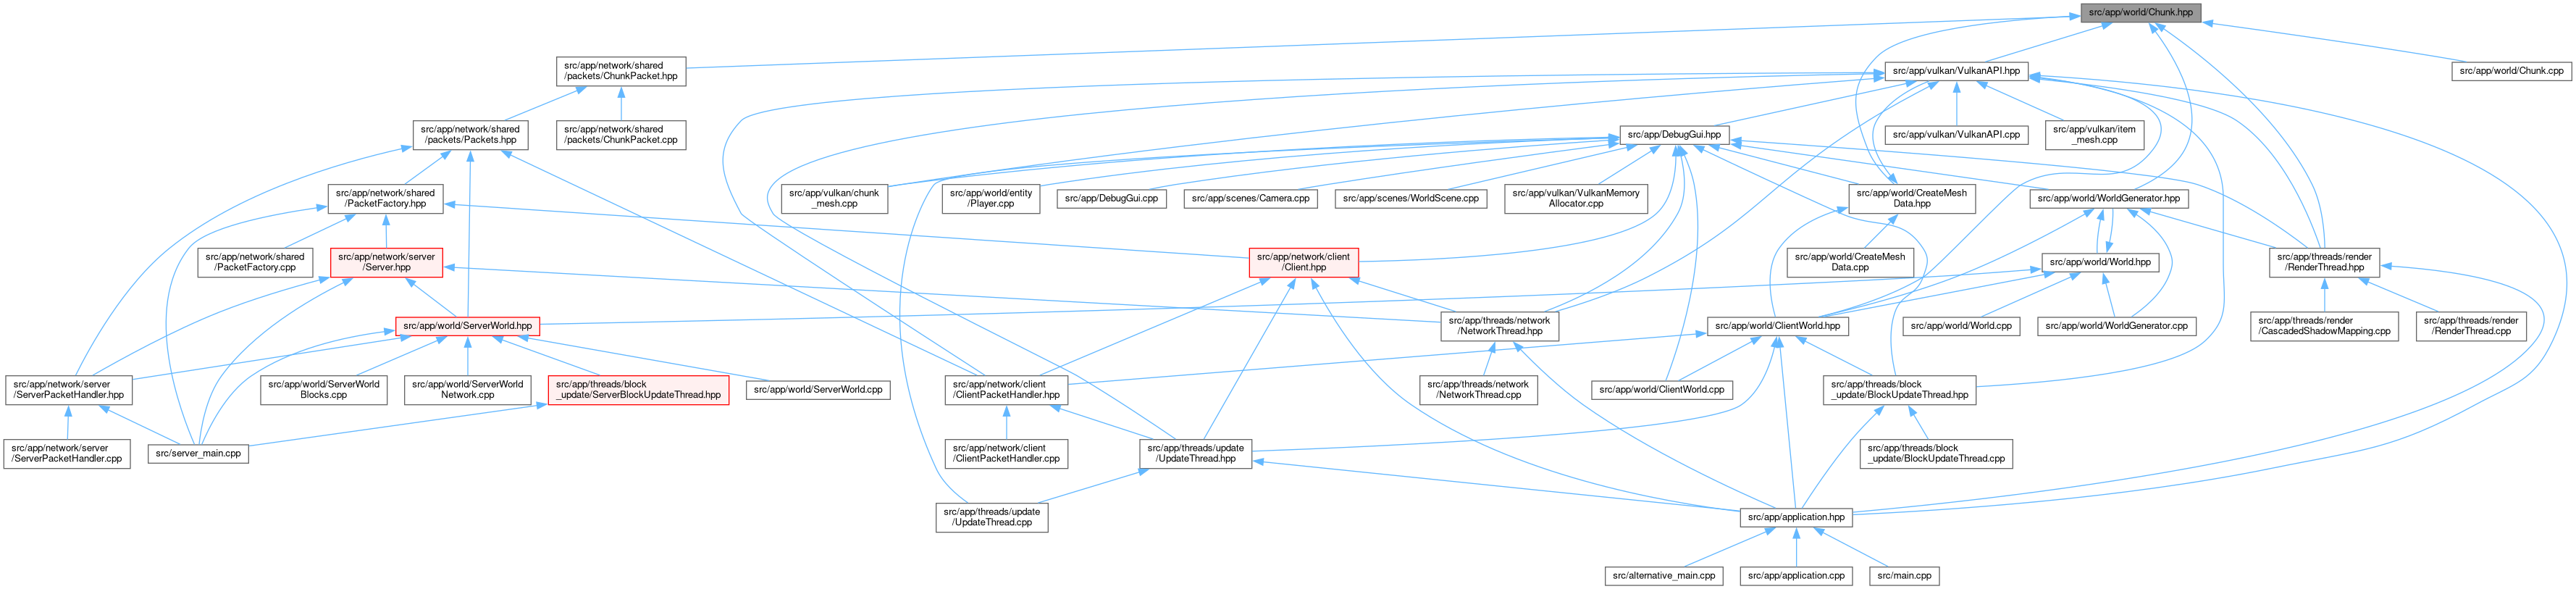 src/app/world/Chunk.hpp
src/app/network/shared
/packets/ChunkPacket.hpp
src/app/vulkan/VulkanAPI.hpp
src/app/world/Chunk.cpp
src/app/network/shared
/packets/Packets.hpp
src/app/network/shared
/packets/ChunkPacket.cpp
src/app/DebugGui.hpp
src/app/vulkan/VulkanAPI.cpp
src/app/vulkan/item
_mesh.cpp
src/app/network/shared
/PacketFactory.hpp
src/app/vulkan/chunk
_mesh.cpp
src/app/world/entity
/Player.cpp
src/app/DebugGui.cpp
src/app/scenes/Camera.cpp
src/app/scenes/WorldScene.cpp
src/app/vulkan/VulkanMemory
Allocator.cpp
src/app/world/CreateMesh
Data.hpp
src/app/world/WorldGenerator.hpp
src/app/network/shared
/PacketFactory.cpp
src/app/network/server
/Server.hpp
src/app/network/client
/Client.hpp
src/app/world/CreateMesh
Data.cpp
src/app/world/World.hpp
src/app/threads/render
/RenderThread.hpp
src/app/world/ServerWorld.hpp
src/app/threads/network
/NetworkThread.hpp
src/app/world/ClientWorld.hpp
src/app/world/World.cpp
src/app/world/WorldGenerator.cpp
src/app/threads/render
/CascadedShadowMapping.cpp
src/app/threads/render
/RenderThread.cpp
src/app/network/server
/ServerPacketHandler.hpp
src/app/world/ServerWorld
Blocks.cpp
src/app/world/ServerWorld
Network.cpp
src/app/threads/block
_update/ServerBlockUpdateThread.hpp
src/app/world/ServerWorld.cpp
src/app/network/client
/ClientPacketHandler.hpp
src/app/threads/network
/NetworkThread.cpp
src/app/world/ClientWorld.cpp
src/app/threads/block
_update/BlockUpdateThread.hpp
src/app/network/server
/ServerPacketHandler.cpp
src/server_main.cpp
src/app/network/client
/ClientPacketHandler.cpp
src/app/threads/update
/UpdateThread.hpp
src/app/threads/block
_update/BlockUpdateThread.cpp
src/app/threads/update
/UpdateThread.cpp
src/app/application.hpp
src/alternative_main.cpp
src/app/application.cpp
src/main.cpp